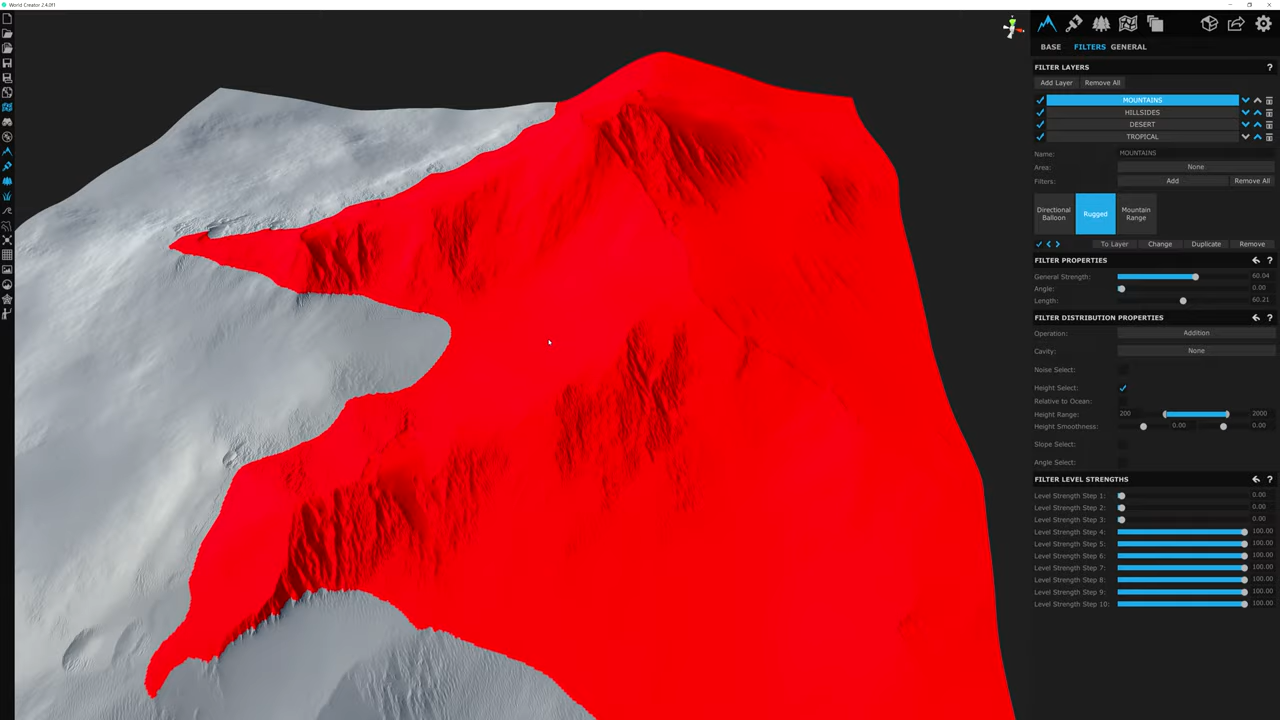 World Creator 2.4.0f1
BASE FILTERS GENERAL
FILTER LAYERS ?
Add Layer Remove All
MOUNTAINS
HILLSIDES
DESERT
TROPICAL
Name: MOUNTAINS
Area: None
Filters: Add Remove All
Directional Balloon
Rugged
Mountain Range
To Layer Change Duplicate Remove
FILTER PROPERTIES ?
General Strength: 60.04
Angle: 0.00
Length: 60.21
FILTER DISTRIBUTION PROPERTIES ?
Operation: Addition
Cavity: None
Noise Select:
Height Select:
Relative to Ocean:
Height Range: 200 2000
Height Smoothness: 0.00 0.00
Slope Select:
Angle Select:
FILTER LEVEL STRENGTHS ?
Level Strength Step 1: 0.00
Level Strength Step 2: 0.00
Level Strength Step 3: 0.00
Level Strength Step 4: 100.00
Level Strength Step 5: 100.00
Level Strength Step 6: 100.00
Level Strength Step 7: 100.00
Level Strength Step 8: 100.00
Level Strength Step 9: 100.00
Level Strength Step 10: 100.00